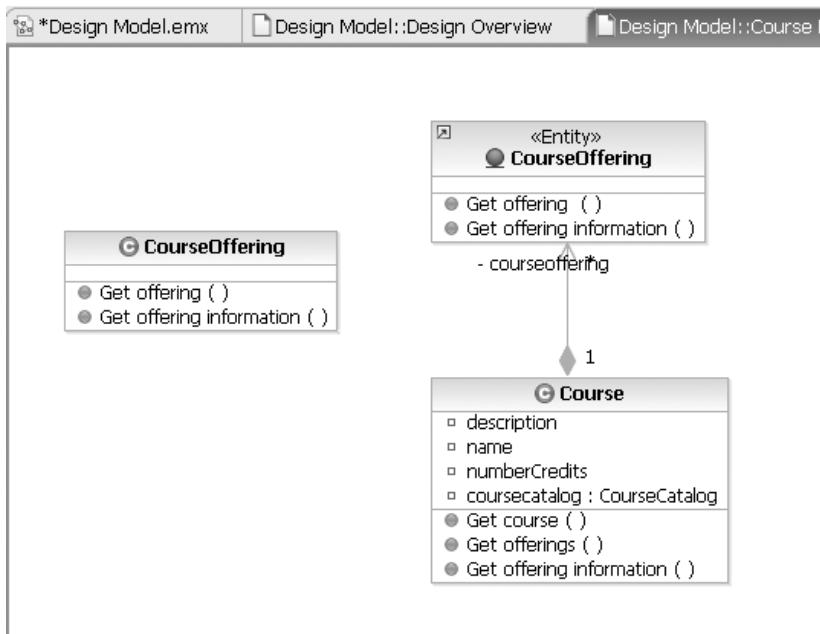 *Design Model.emx
Design Model::Design Overview
Design Model::Course
«Entity»
CourseOffering
Get offering ( )
Get offering information ( )
CourseOffering
Get offering ( )
Get offering information ( )
- courseoffering
*
1
Course
description
name
numberCredits
coursecatalog : CourseCatalog
Get course ( )
Get offerings ( )
Get offering information ( )